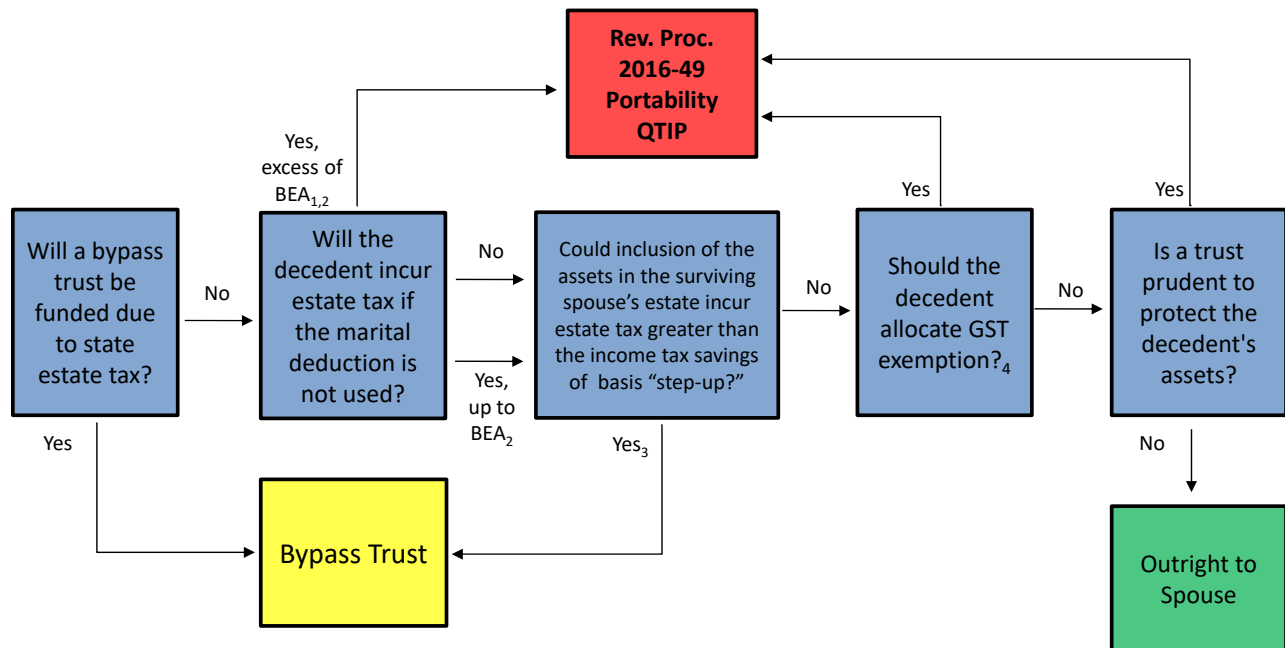 Rev. Proc.
2016-49
Portability
QTIP
Yes,
excess of
BEA1,2
Yes
Yes
Will a bypass
trust be
funded due
to state
estate tax?
No
Will the
decedent incur
estate tax if
the marital
deduction is
not used?
No
Yes,
up to
BEA2
Could inclusion of the
assets in the surviving
spouse’s estate incur
estate tax greater than
the income tax savings
of basis “step-up?”
No
Should the
decedent
allocate GST
exemption?4
No
Is a trust
prudent to
protect the
decedent's
assets?
Yes
Yes3
No
Bypass Trust
Outright to
Spouse